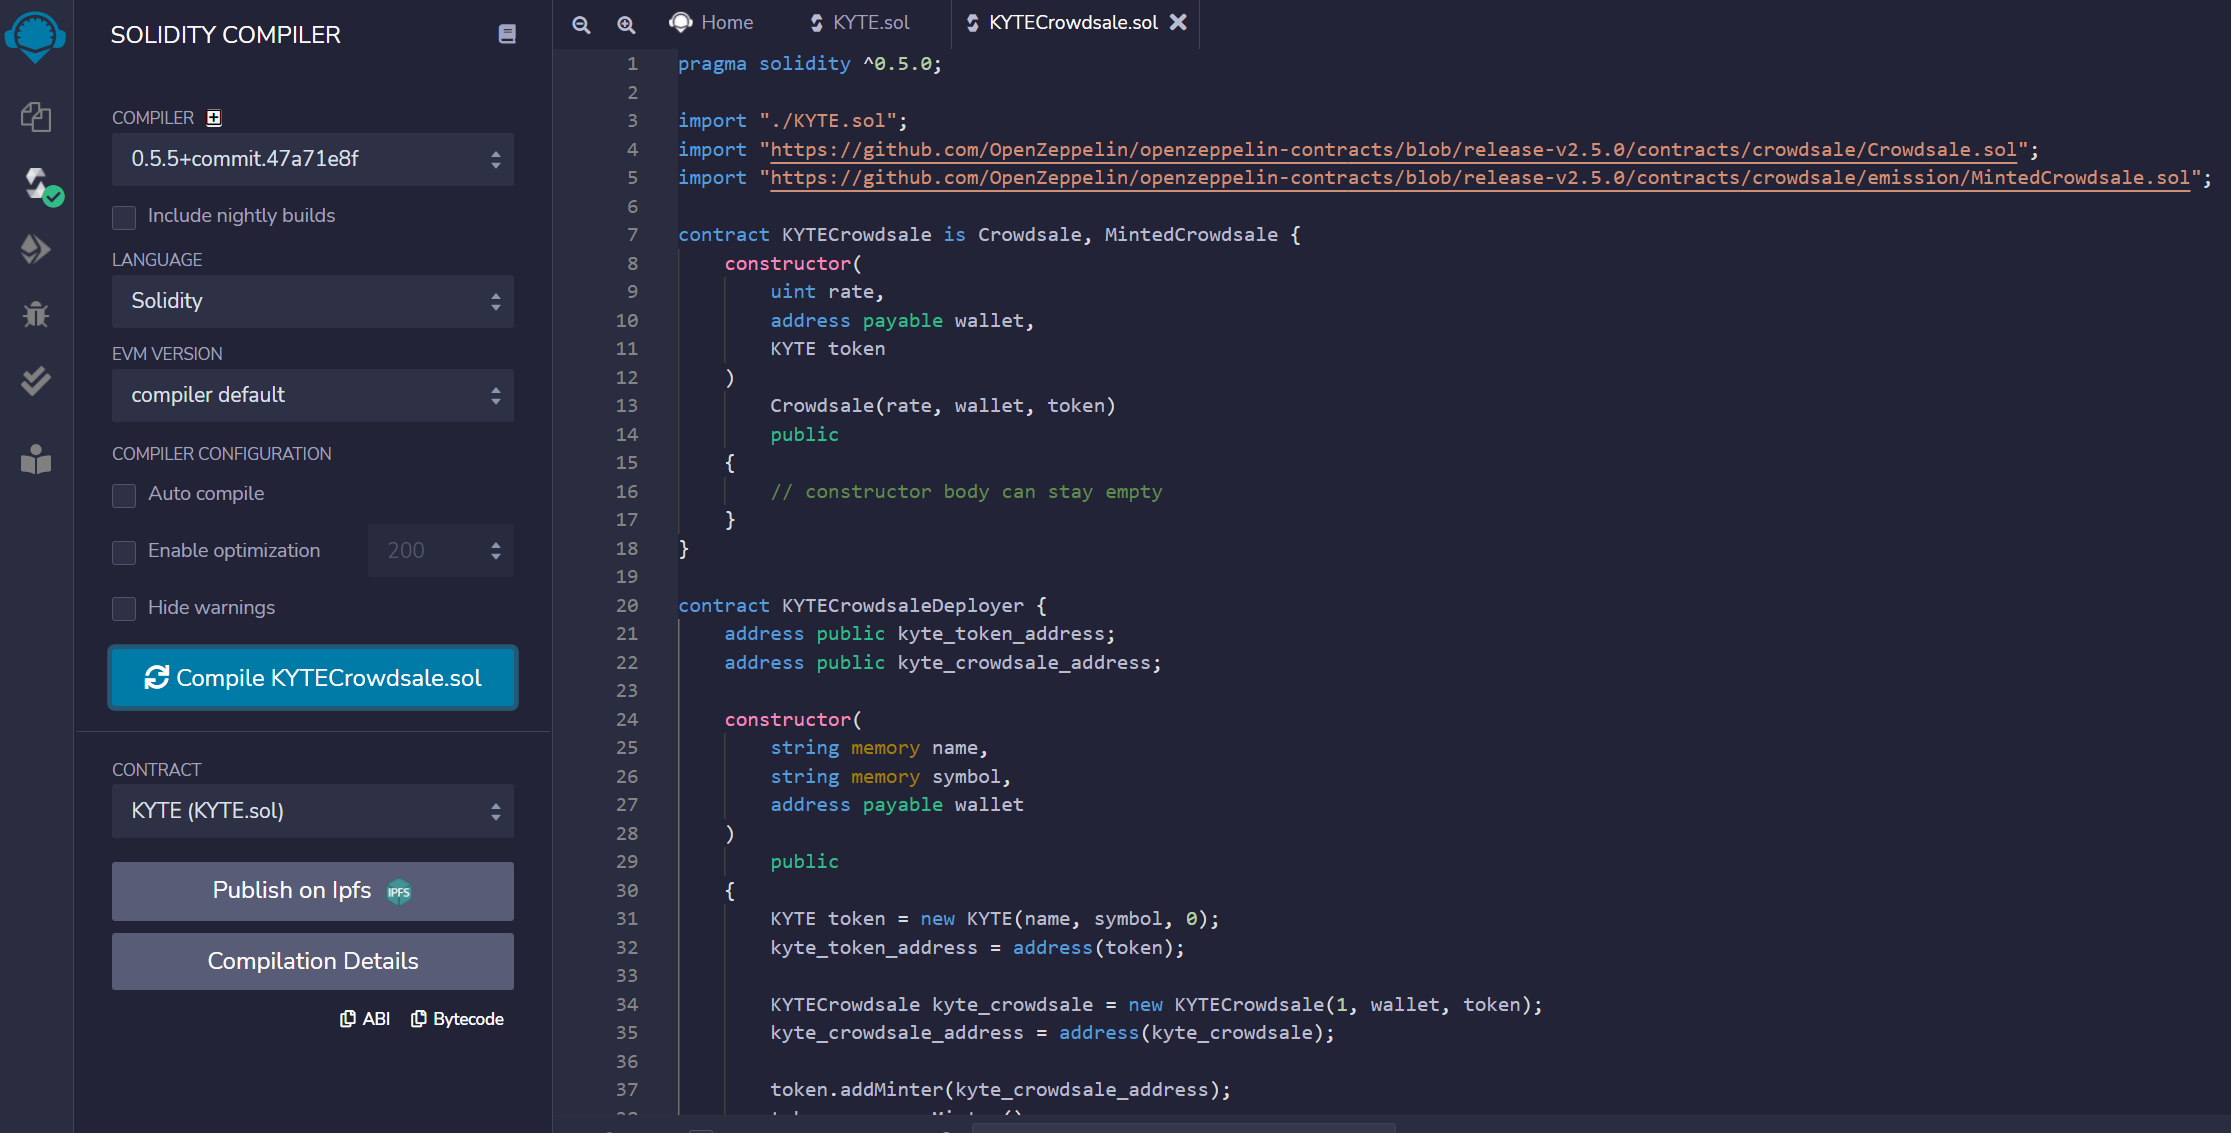 SOLIDITY COMPILER
COMPILER
0.5.5+commit.47a71e8f
Include nightly builds
LANGUAGE
Solidity
EVM VERSION
compiler default
COMPILER CONFIGURATION
Auto compile
Enable optimization 200
Hide warnings
Compile KYTECrowdsale.sol
CONTRACT
KYTE (KYTE.sol)
Publish on Ipfs IPFS
Compilation Details
ABI Bytecode
Home KYTE.sol KYTECrowdsale.sol
1 pragma solidity ^0.5.0;
2
3 import "./KYTE.sol";
4 import "https://github.com/OpenZeppelin/openzeppelin-contracts/blob/release-v2.5.0/contracts/crowdsale/Crowdsale.sol";
5 import "https://github.com/OpenZeppelin/openzeppelin-contracts/blob/release-v2.5.0/contracts/crowdsale/emission/MintedCrowdsale.sol";
6
7 contract KYTECrowdsale is Crowdsale, MintedCrowdsale {
8 constructor(
9 uint rate,
10 address payable wallet,
11 KYTE token
12 )
13 Crowdsale(rate, wallet, token)
14 public
15 {
16 // constructor body can stay empty
17 }
18 }
19
20 contract KYTECrowdsaleDeployer {
21 address public kyte_token_address;
22 address public kyte_crowdsale_address;
23
24 constructor(
25 string memory name,
26 string memory symbol,
27 address payable wallet
28 )
29 public
30 {
31 KYTE token = new KYTE(name, symbol, 0);
32 kyte_token_address = address(token);
33
34 KYTECrowdsale kyte_crowdsale = new KYTECrowdsale(1, wallet, token);
35 kyte_crowdsale_address = address(kyte_crowdsale);
36
37 token.addMinter(kyte_crowdsale_address);